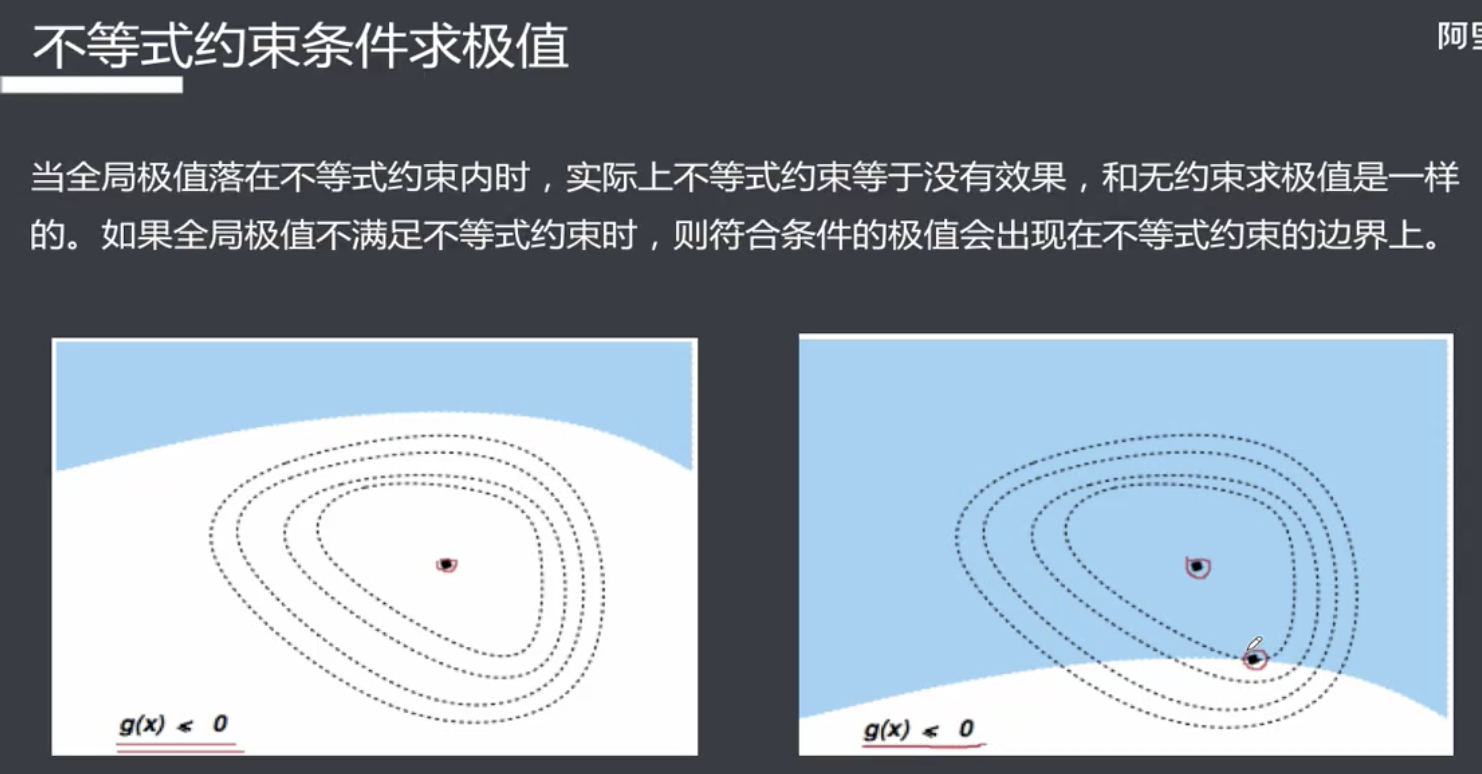 不等式约束条件求极值
阿里
当全局极值落在不等式约束内时，实际上不等式约束等于没有效果，和无约束求极值是一样
的。如果全局极值不满足不等式约束时，则符合条件的极值会出现在不等式约束的边界上。
g(x) ⩽ 0
g(x) ⩽ 0